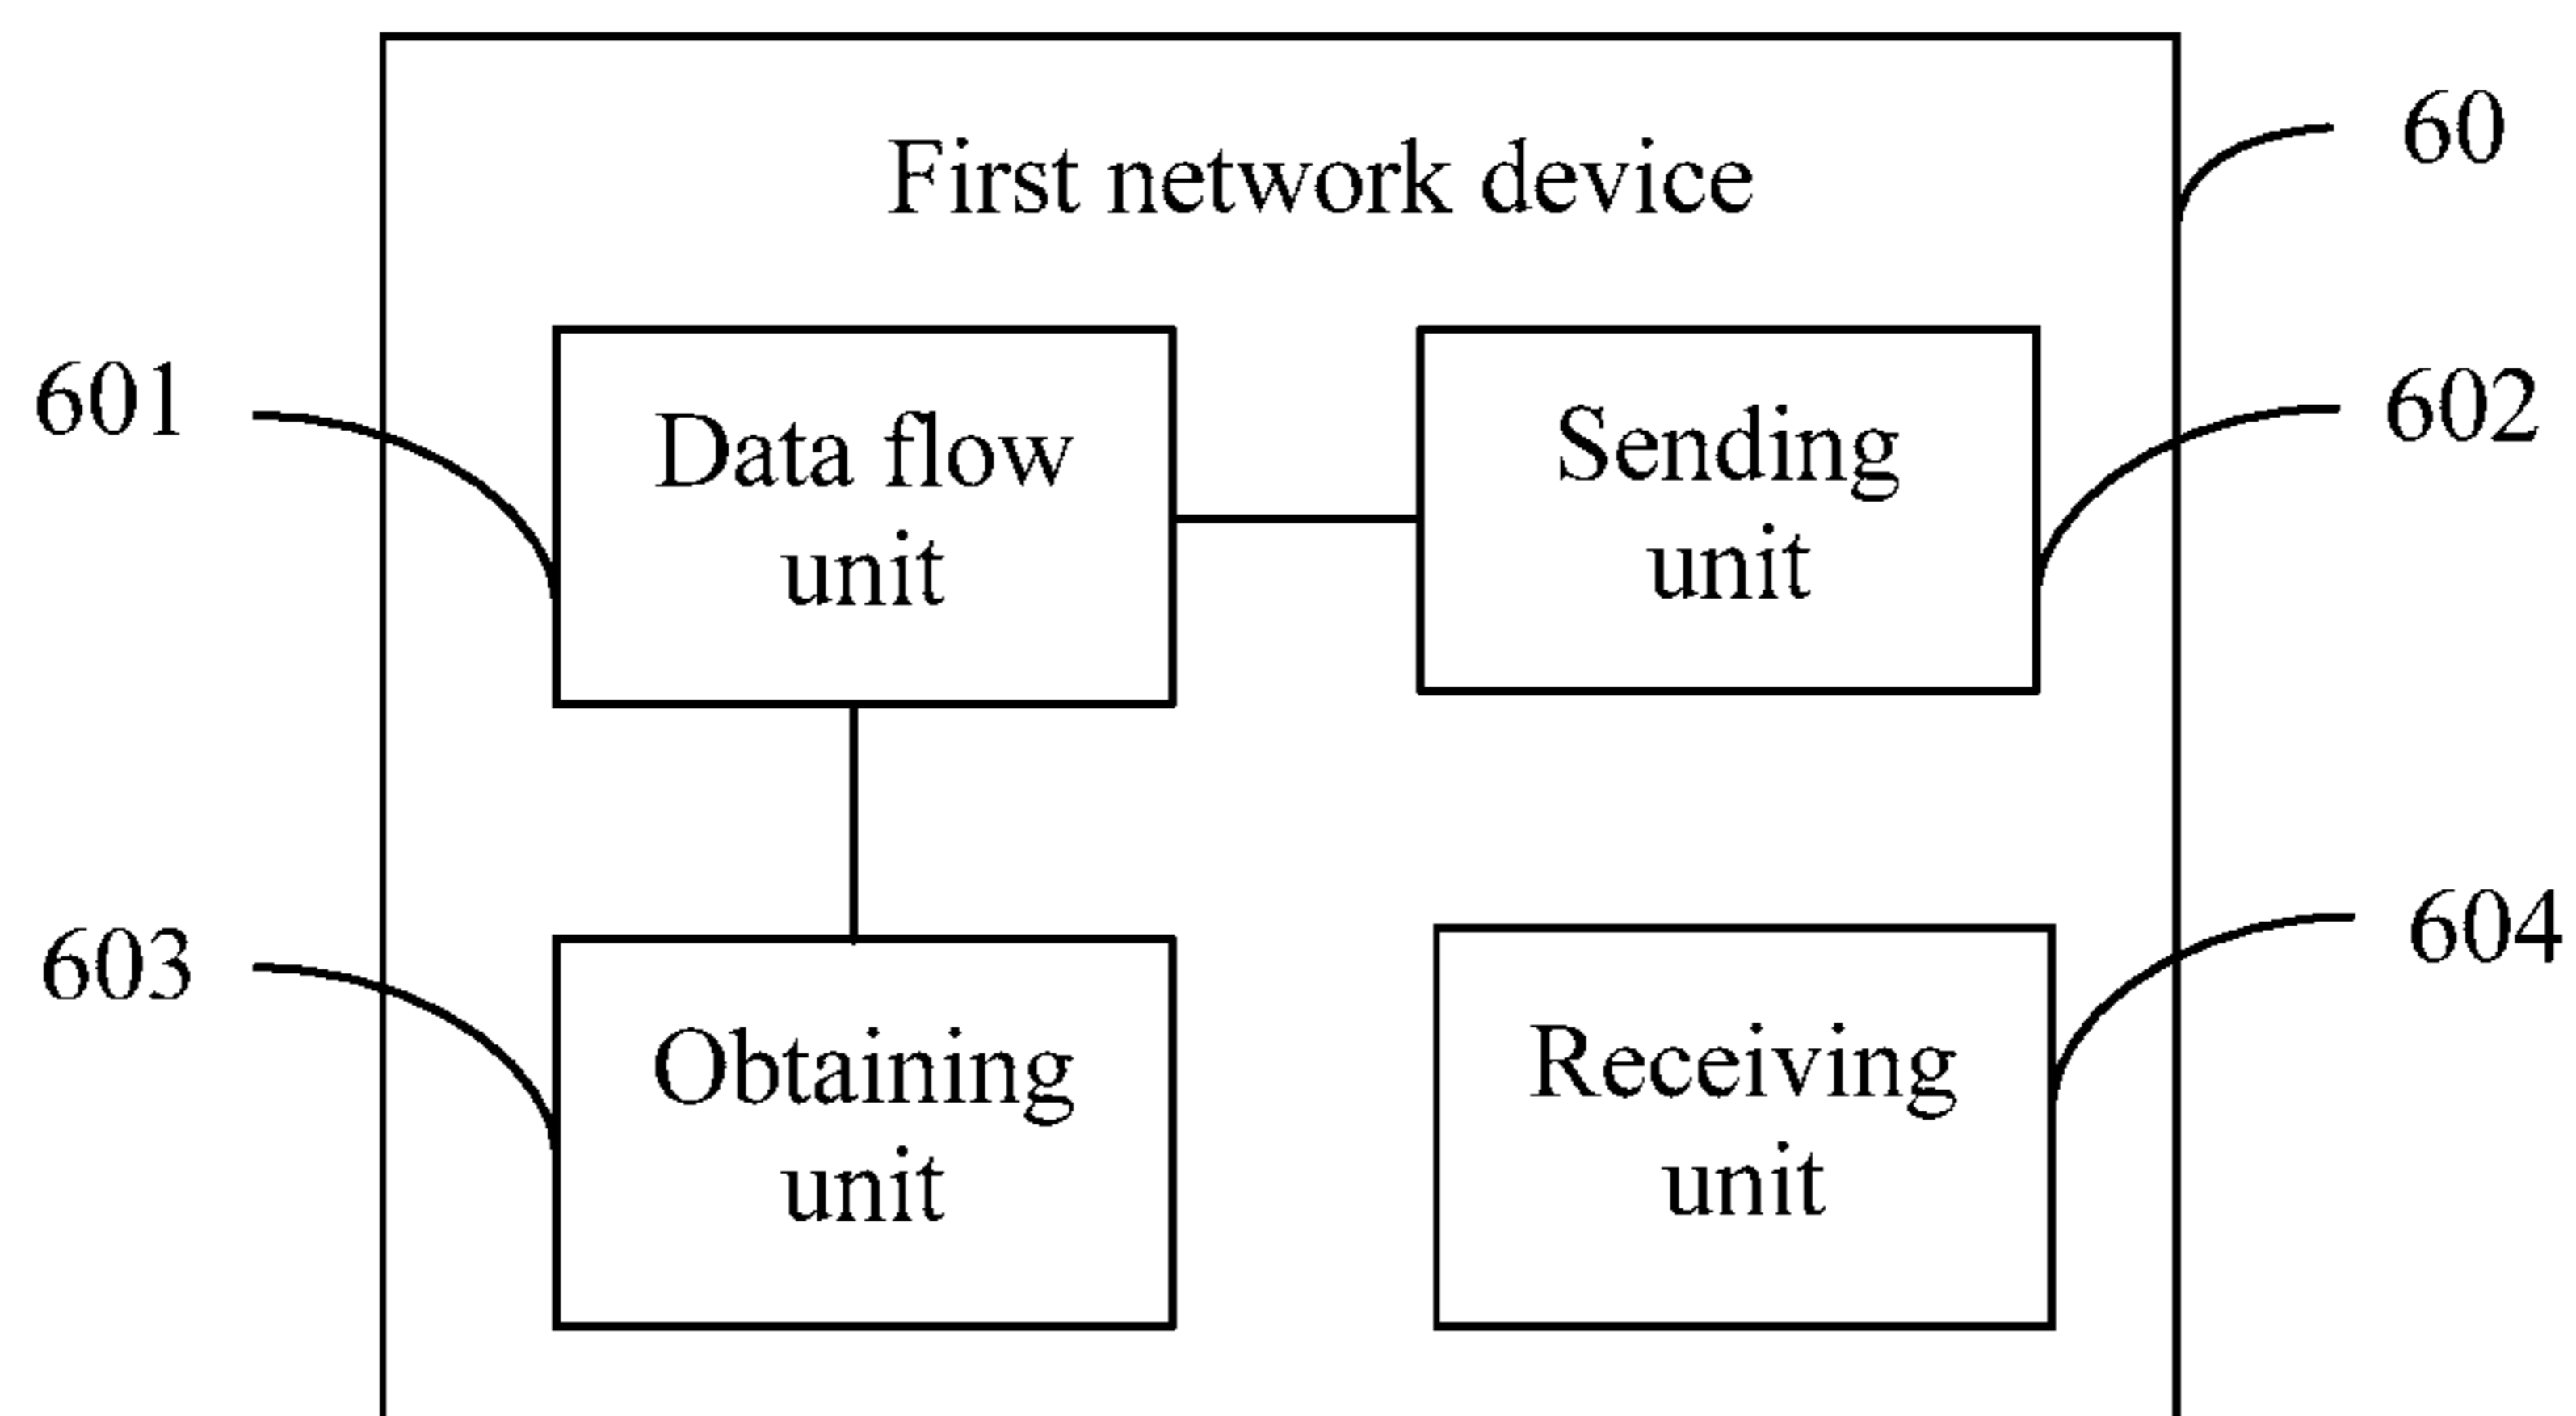 First network device
60
601
Data flow
unit
Sending
unit
602
603
Obtaining
unit
Receiving
unit
604